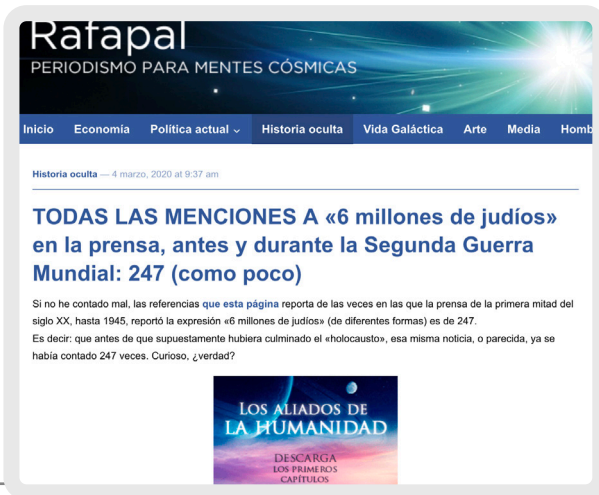 Rafapal
PERIODISMO PARA MENTES CÓSMICAS
Inicio Economía Política actual Historia oculta Vida Galáctica Arte Media Homb
Historia oculta — 4 marzo, 2020 at 9:37 am
TODAS LAS MENCIONES A «6 millones de judíos»
en la prensa, antes y durante la Segunda Guerra
Mundial: 247 (como poco)
Si no he contado mal, las referencias que esta página reporta de las veces en las que la prensa de la primera mitad del
siglo XX, hasta 1945, reportó la expresión «6 millones de judíos» (de diferentes formas) es de 247.
Es decir: que antes de que supuestamente hubiera culminado el «holocausto», esa misma noticia, o parecida, ya se
había contado 247 veces. Curioso, ¿verdad?
LOS ALIADOS DE
LA HUMANIDAD
DESCARGA
LOS PRIMEROS
CAPÍTULOS